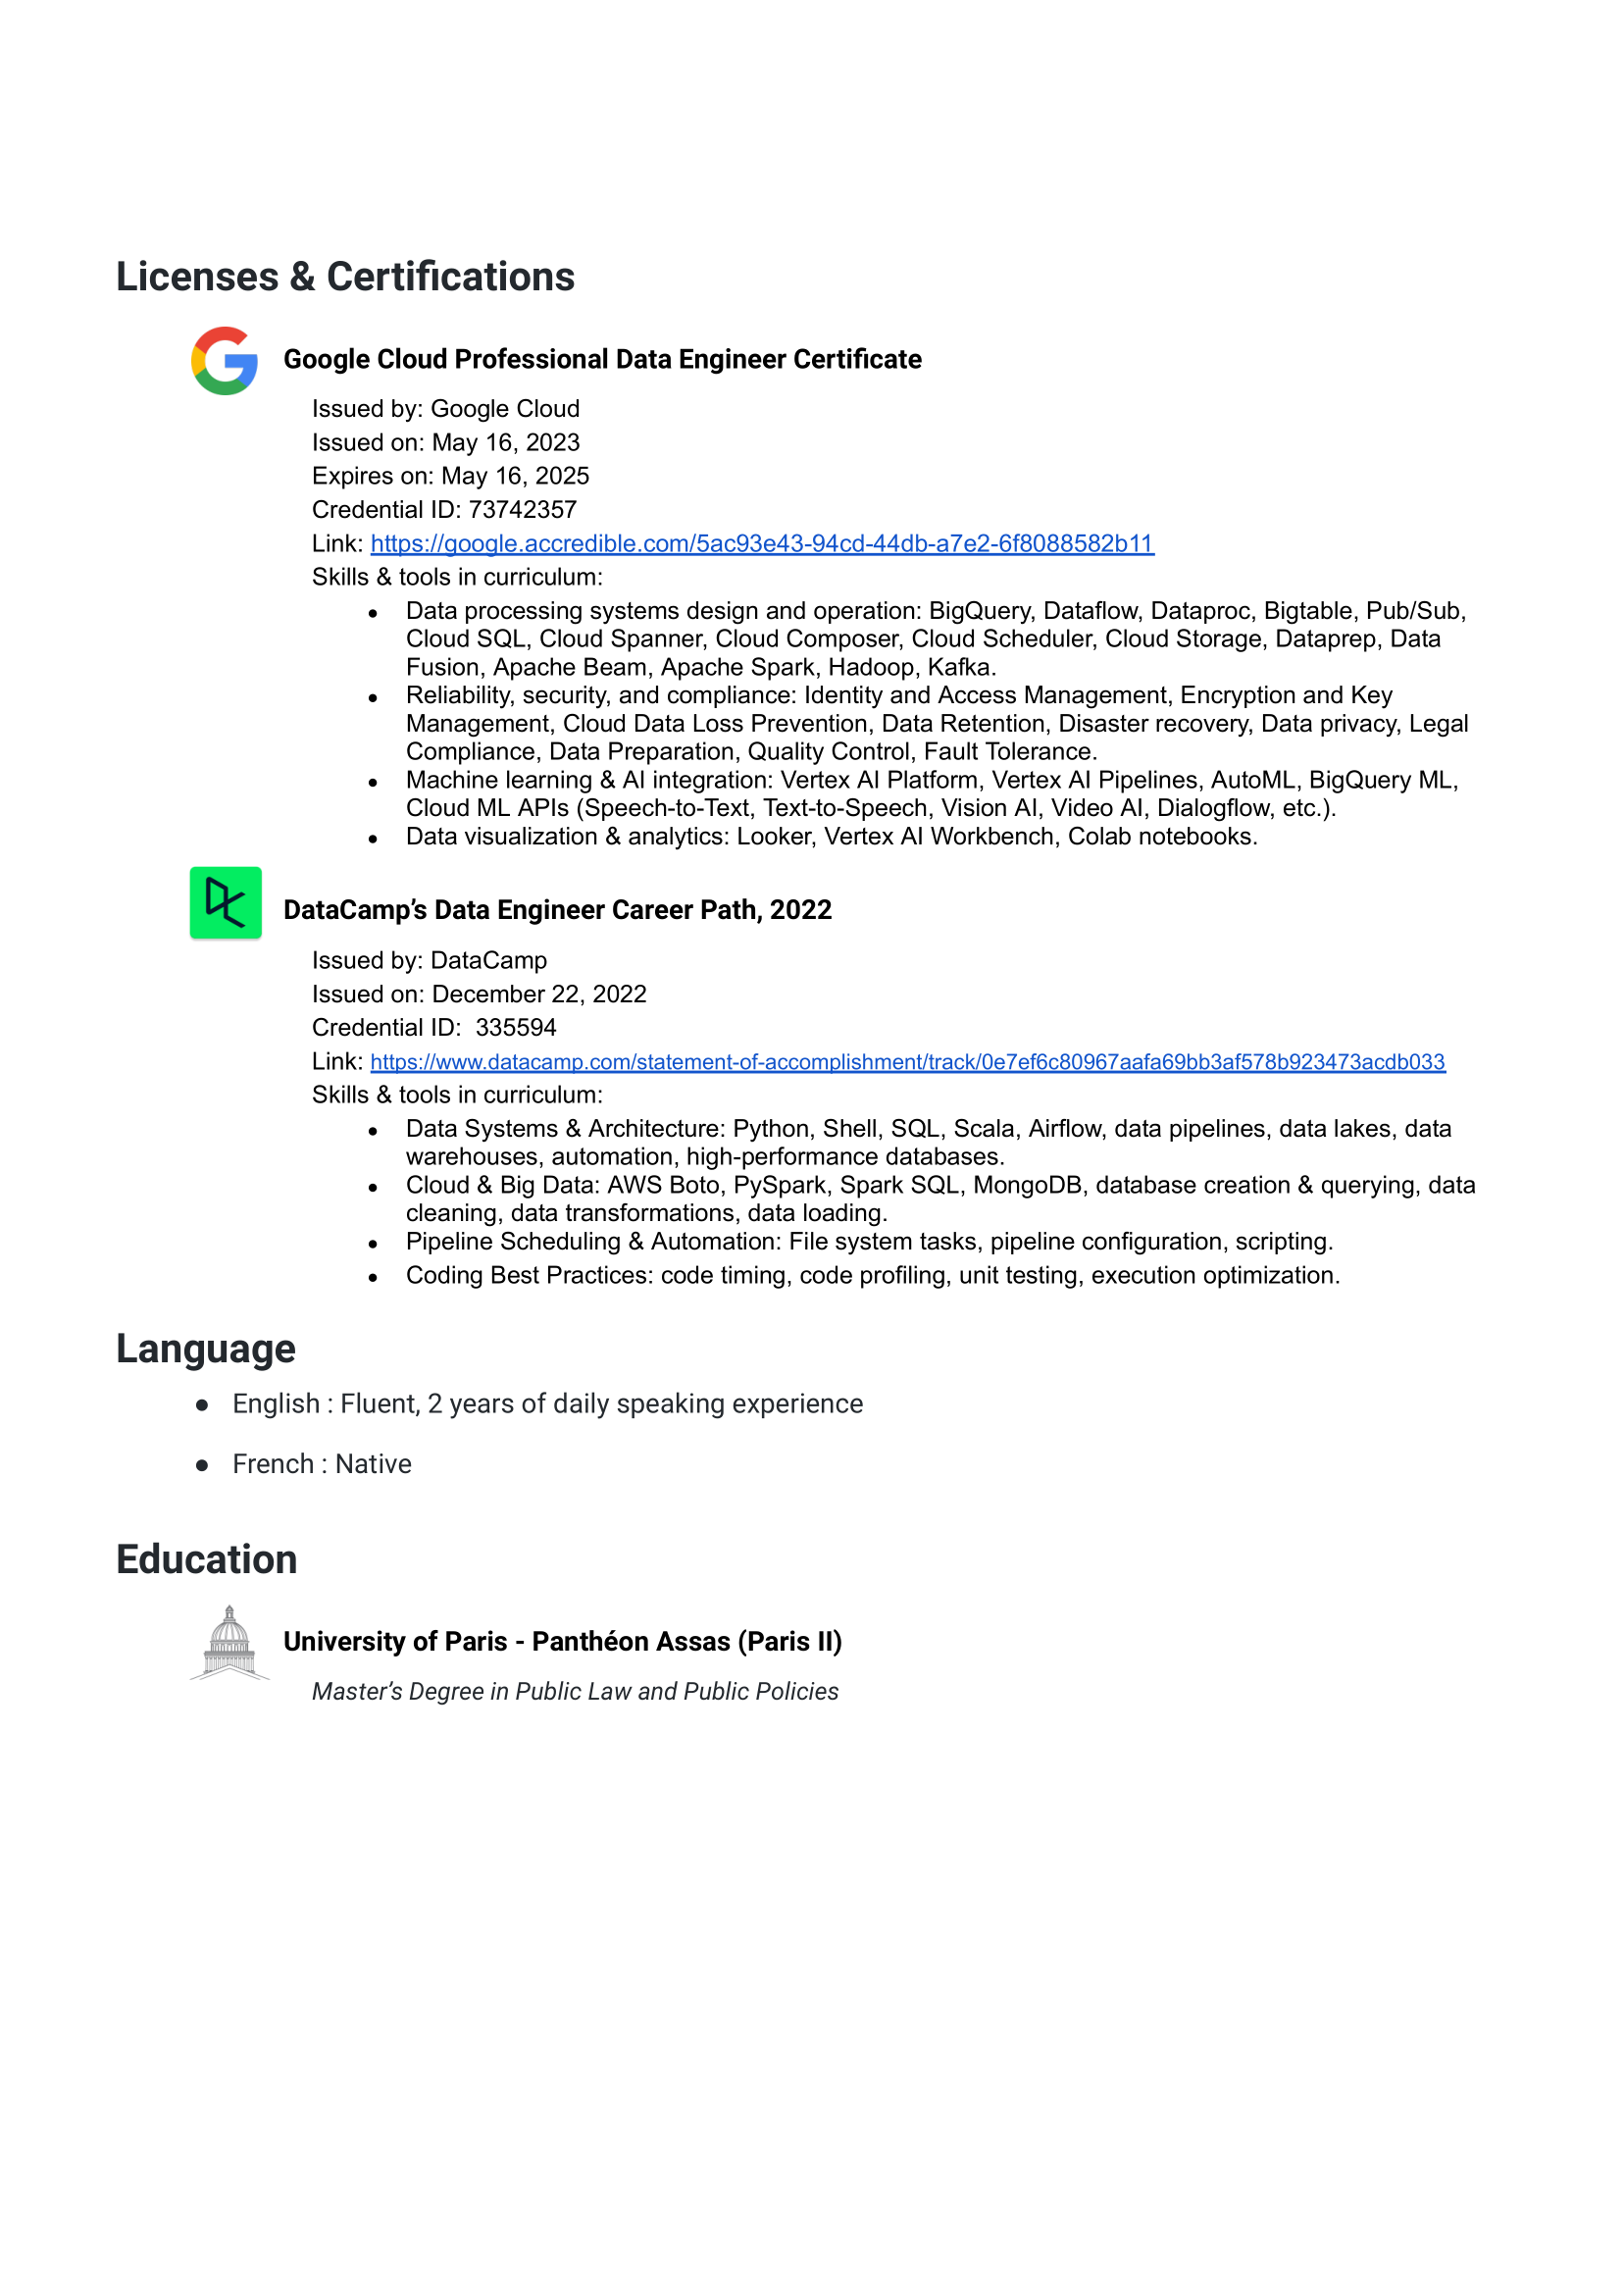 Licenses & Certifications
Google Cloud Professional Data Engineer Certificate
Issued by: Google Cloud
Issued on: May 16, 2023
Expires on: May 16, 2025
Credential ID: 73742357
Link: https://google.accredible.com/5ac93e43-94cd-44db-a7e2-6f8088582b11
Skills & tools in curriculum:
● Data processing systems design and operation: BigQuery, Dataflow, Dataproc, Bigtable, Pub/Sub,
Cloud SQL, Cloud Spanner, Cloud Composer, Cloud Scheduler, Cloud Storage, Dataprep, Data
Fusion, Apache Beam, Apache Spark, Hadoop, Kafka.
● Reliability, security, and compliance: Identity and Access Management, Encryption and Key
Management, Cloud Data Loss Prevention, Data Retention, Disaster recovery, Data privacy, Legal
Compliance, Data Preparation, Quality Control, Fault Tolerance.
● Machine learning & AI integration: Vertex AI Platform, Vertex AI Pipelines, AutoML, BigQuery ML,
Cloud ML APIs (Speech-to-Text, Text-to-Speech, Vision AI, Video AI, Dialogflow, etc.).
● Data visualization & analytics: Looker, Vertex AI Workbench, Colab notebooks.
DataCamp’s Data Engineer Career Path, 2022
Issued by: DataCamp
Issued on: December 22, 2022
Credential ID:  335594
Link: https://www.datacamp.com/statement-of-accomplishment/track/0e7ef6c80967aafa69bb3af578b923473acdb033
Skills & tools in curriculum:
● Data Systems & Architecture: Python, Shell, SQL, Scala, Airflow, data pipelines, data lakes, data
warehouses, automation, high-performance databases.
● Cloud & Big Data: AWS Boto, PySpark, Spark SQL, MongoDB, database creation & querying, data
cleaning, data transformations, data loading.
● Pipeline Scheduling & Automation: File system tasks, pipeline configuration, scripting.
● Coding Best Practices: code timing, code profiling, unit testing, execution optimization.
Language
● English : Fluent, 2 years of daily speaking experience
● French : Native
Education
University of Paris - Panthéon Assas (Paris II)
Master’s Degree in Public Law and Public Policies